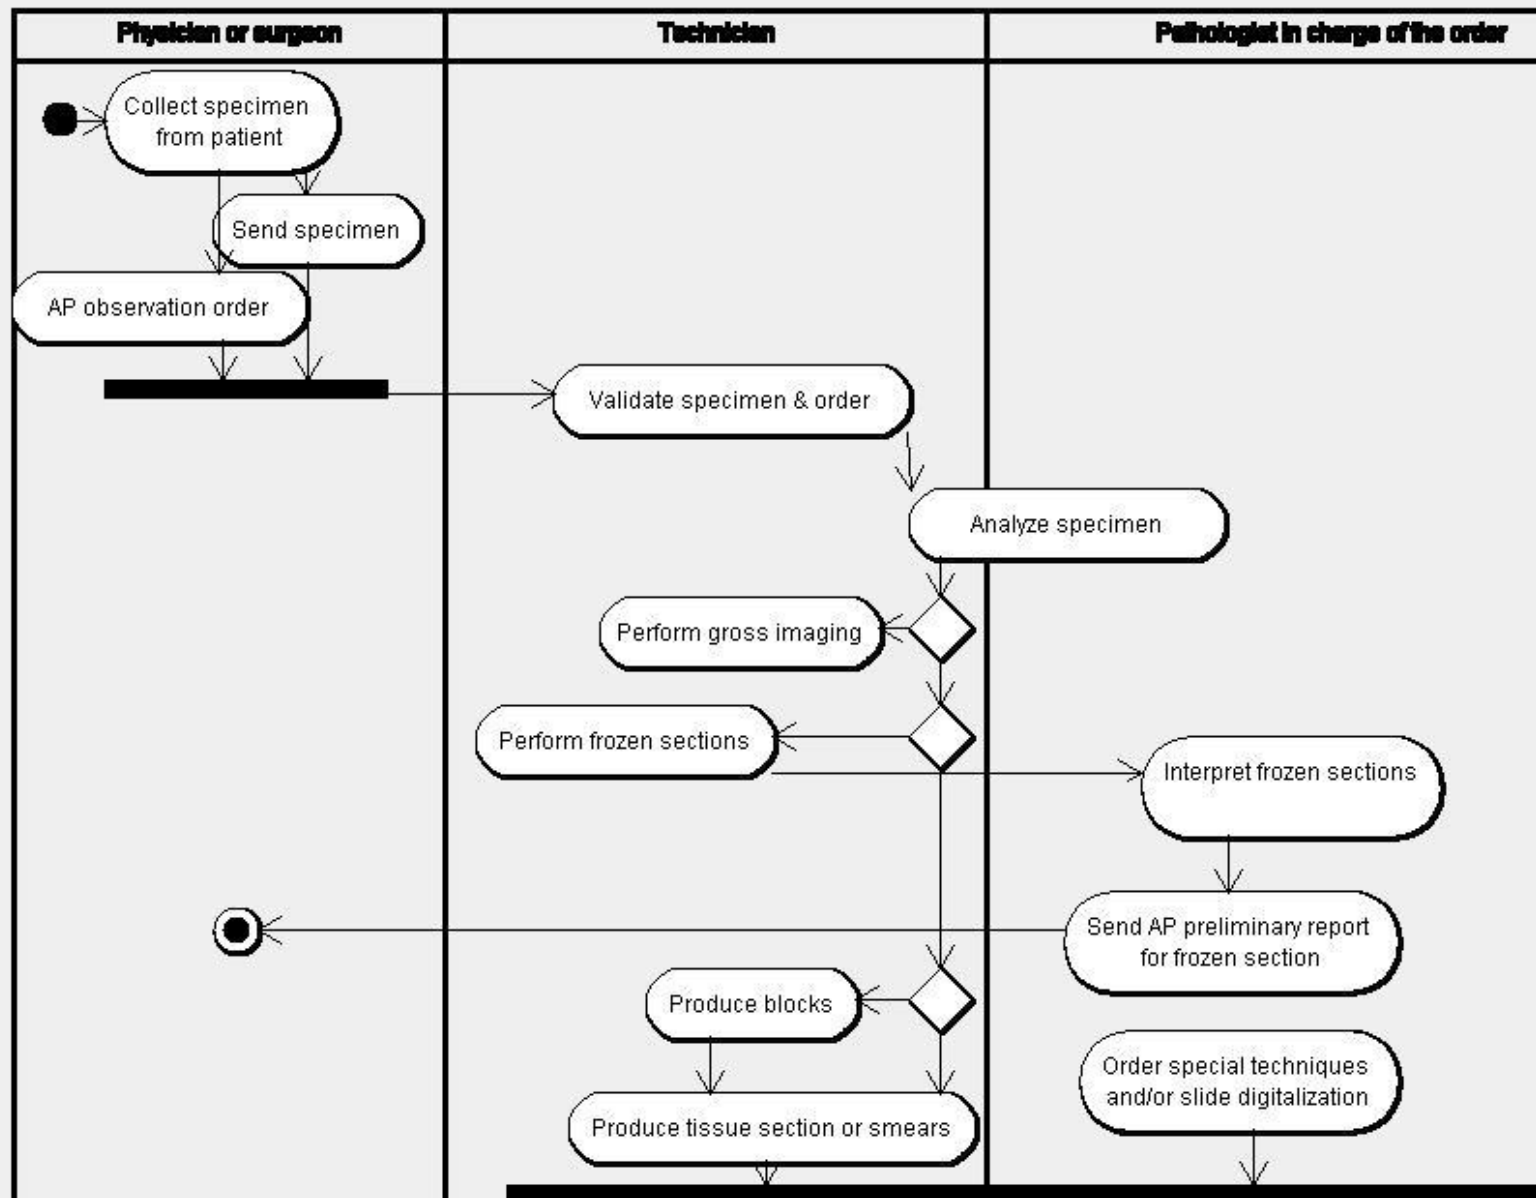 Physician or surgeon
Technician
Pathologist in charge of the order
Collect specimen
from patient
Send specimen
AP observation order
Validate specimen & order
Analyze specimen
Perform gross imaging
Perform frozen sections
Interpret frozen sections
Send AP preliminary report
for frozen section
Produce blocks
Order special techniques
and/or slide digitalization
Produce tissue section or smears